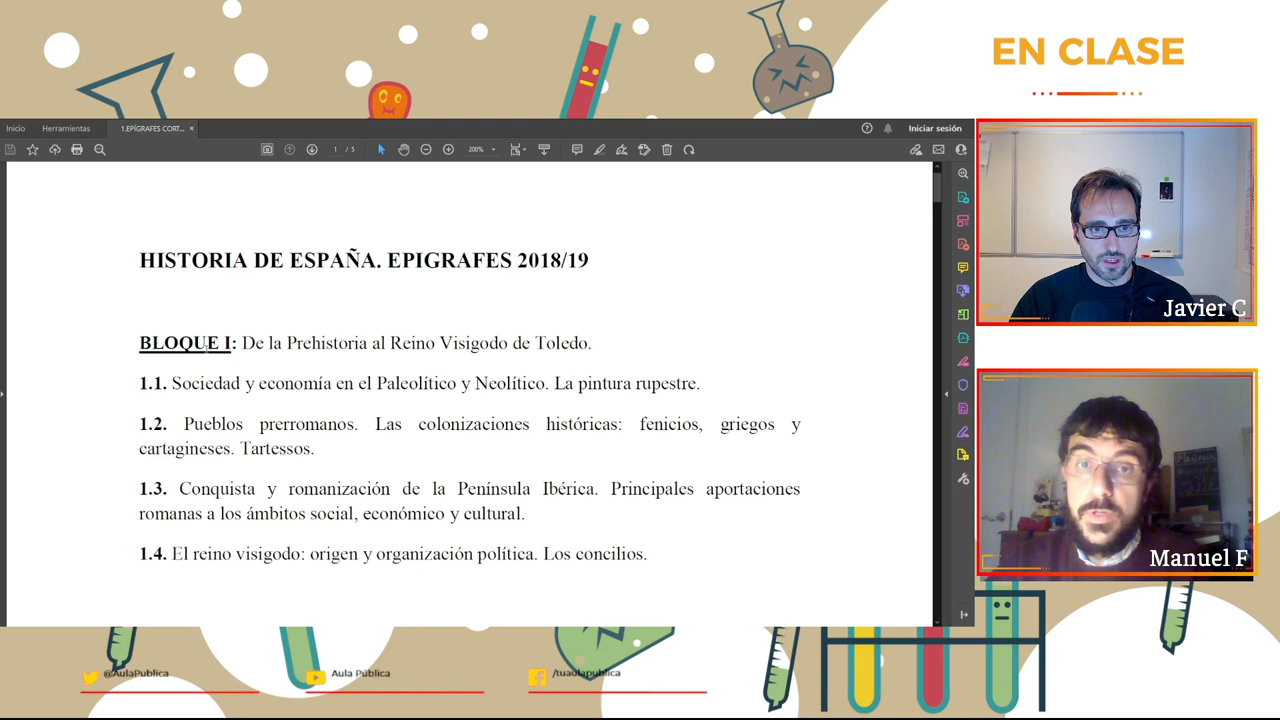 EN CLASE
Inicio Herramientas 1.EPÍGRAFES CORT... × Iniciar sesión
1 / 5 200%
HISTORIA DE ESPAÑA. EPIGRAFES 2018/19
BLOQUE I: De la Prehistoria al Reino Visigodo de Toledo.
1.1. Sociedad y economía en el Paleolítico y Neolítico. La pintura rupestre.
1.2. Pueblos prerromanos. Las colonizaciones históricas: fenicios, griegos y
cartagineses. Tartessos.
1.3. Conquista y romanización de la Península Ibérica. Principales aportaciones
romanas a los ámbitos social, económico y cultural.
1.4. El reino visigodo: origen y organización política. Los concilios.
Javier C
Manuel F
@AulaPublica
Aula Pública
/tuaulapublica